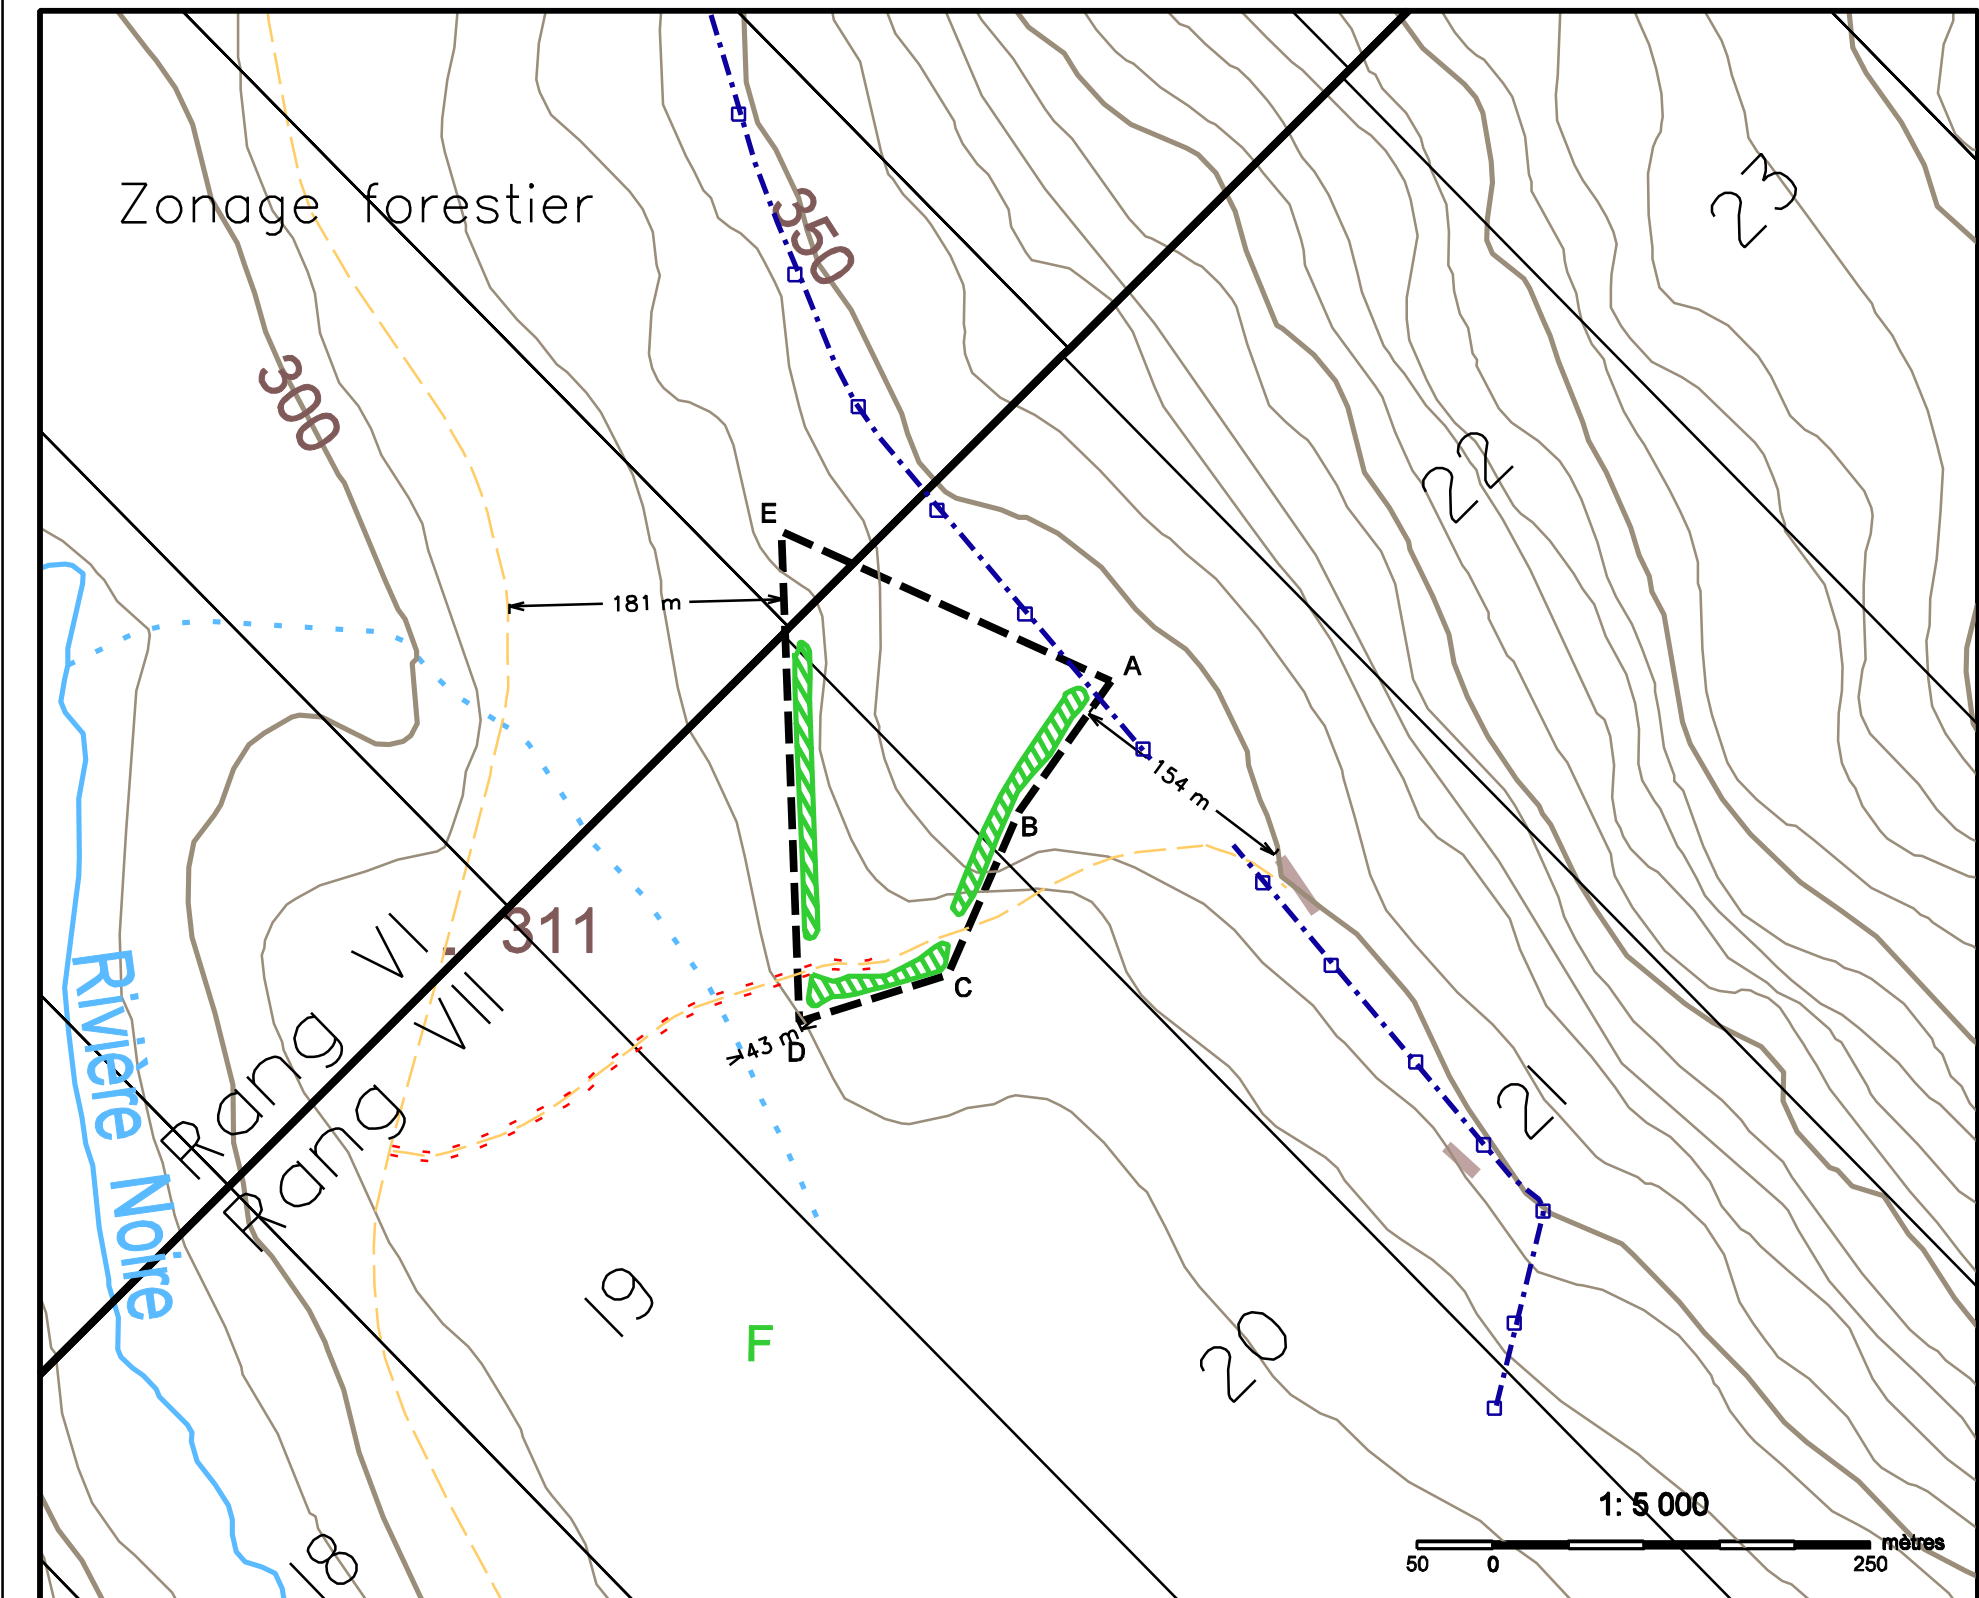 Zonage forestier
350
23
300
22
E
181 m
A
154 m
B
VI
. 311
VII
C
43 m
D
Rang
Rang
Rivière Noire
21
19
F
20
1: 5 000
mètres
50 0 250
18